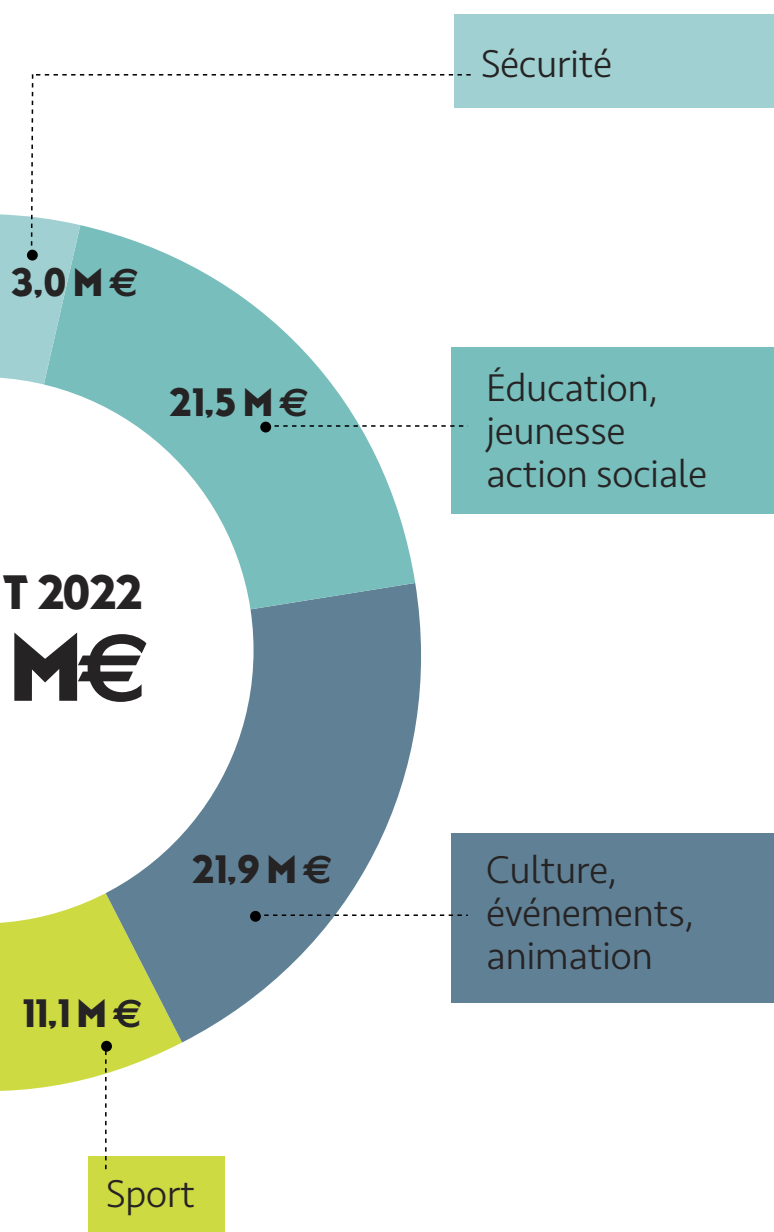 Sécurité
3,0 M€
21,5 M€
Éducation,
jeunesse
action sociale
T 2022
M€
21,9 M€
Culture,
événements,
animation
11,1 M€
Sport